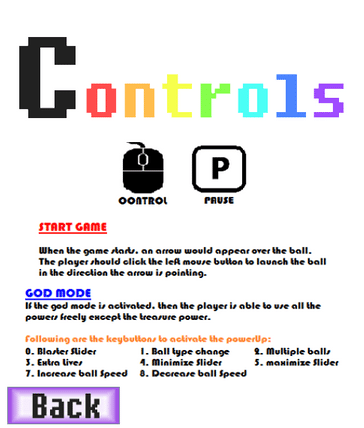 Controls
CONTROL
P
PAUSE
START GAME
When the game starts, an arrow would appear over the ball.
The player should click the left mouse button to launch the ball
in the direction the arrow is pointing.
GOD MODE
If the god mode is activated, then the player is able to use all the
powers freely except the treasure power.
Following are the keybuttons to activate the powerUp:
0. Blaster Slider 1. Ball type change 2. Multiple balls
3. Extra Lives 4. Minimize Slider 5. maximize Slider
7. Increase ball Speed 8. Decrease ball Speed
Back